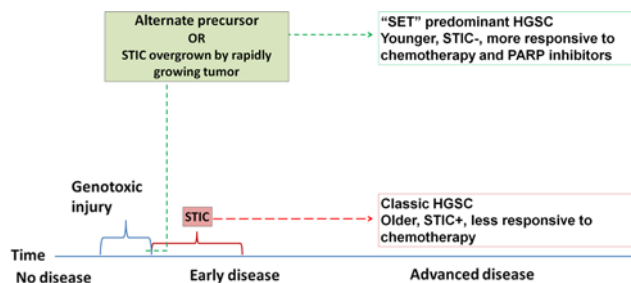 Alternate precursor
OR
STIC overgrown by rapidly
growing tumor
“SET” predominant HGSC
Younger, STIC-, more responsive to
chemotherapy and PARP inhibitors
Genotoxic
injury
STIC
Classic HGSC
Older, STIC+, less responsive to
chemotherapy
Time
No disease
Early disease
Advanced disease